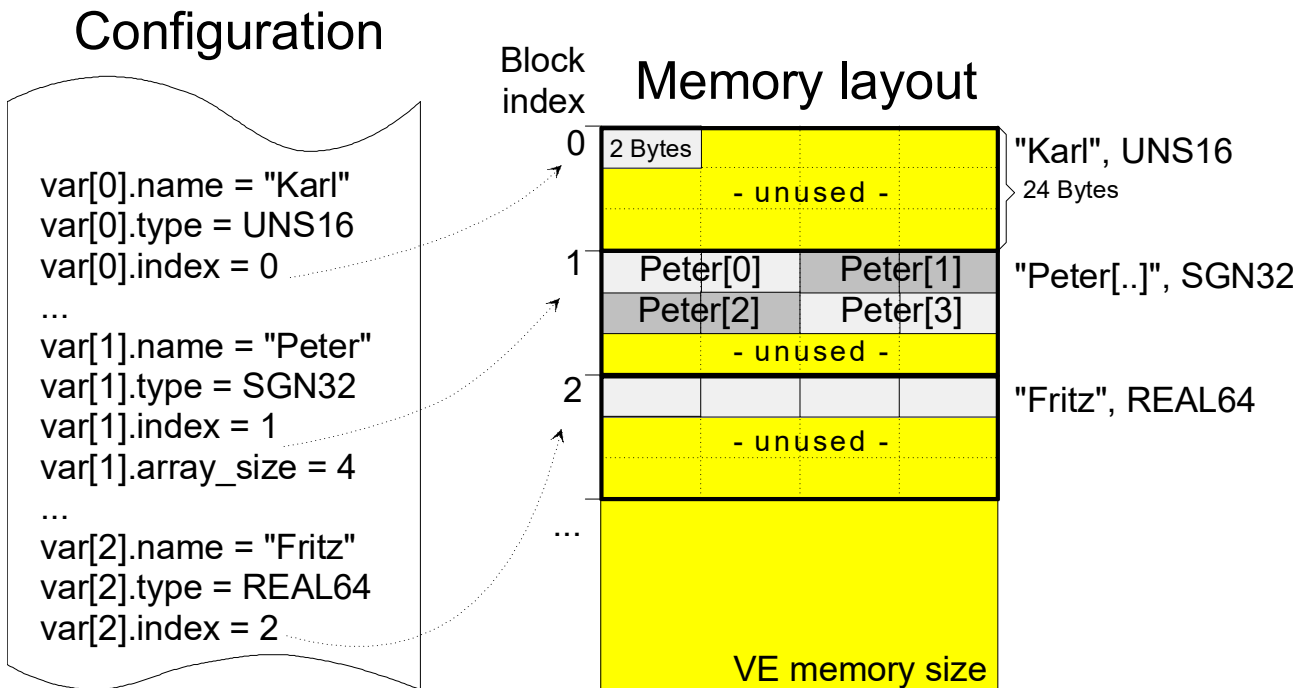 Configuration
var[0].name = "Karl"
var[0].type = UNS16
var[0].index = 0
...
var[1].name = "Peter"
var[1].type = SGN32
var[1].index = 1
var[1].array_size = 4
...
var[2].name = "Fritz"
var[2].type = REAL64
var[2].index = 2
Block
index
Memory layout
0
2 Bytes
- unused -
"Karl", UNS16
24 Bytes
1
Peter[0]
Peter[1]
Peter[2]
Peter[3]
- unused -
"Peter[..]", SGN32
2
- unused -
"Fritz", REAL64
...
VE memory size